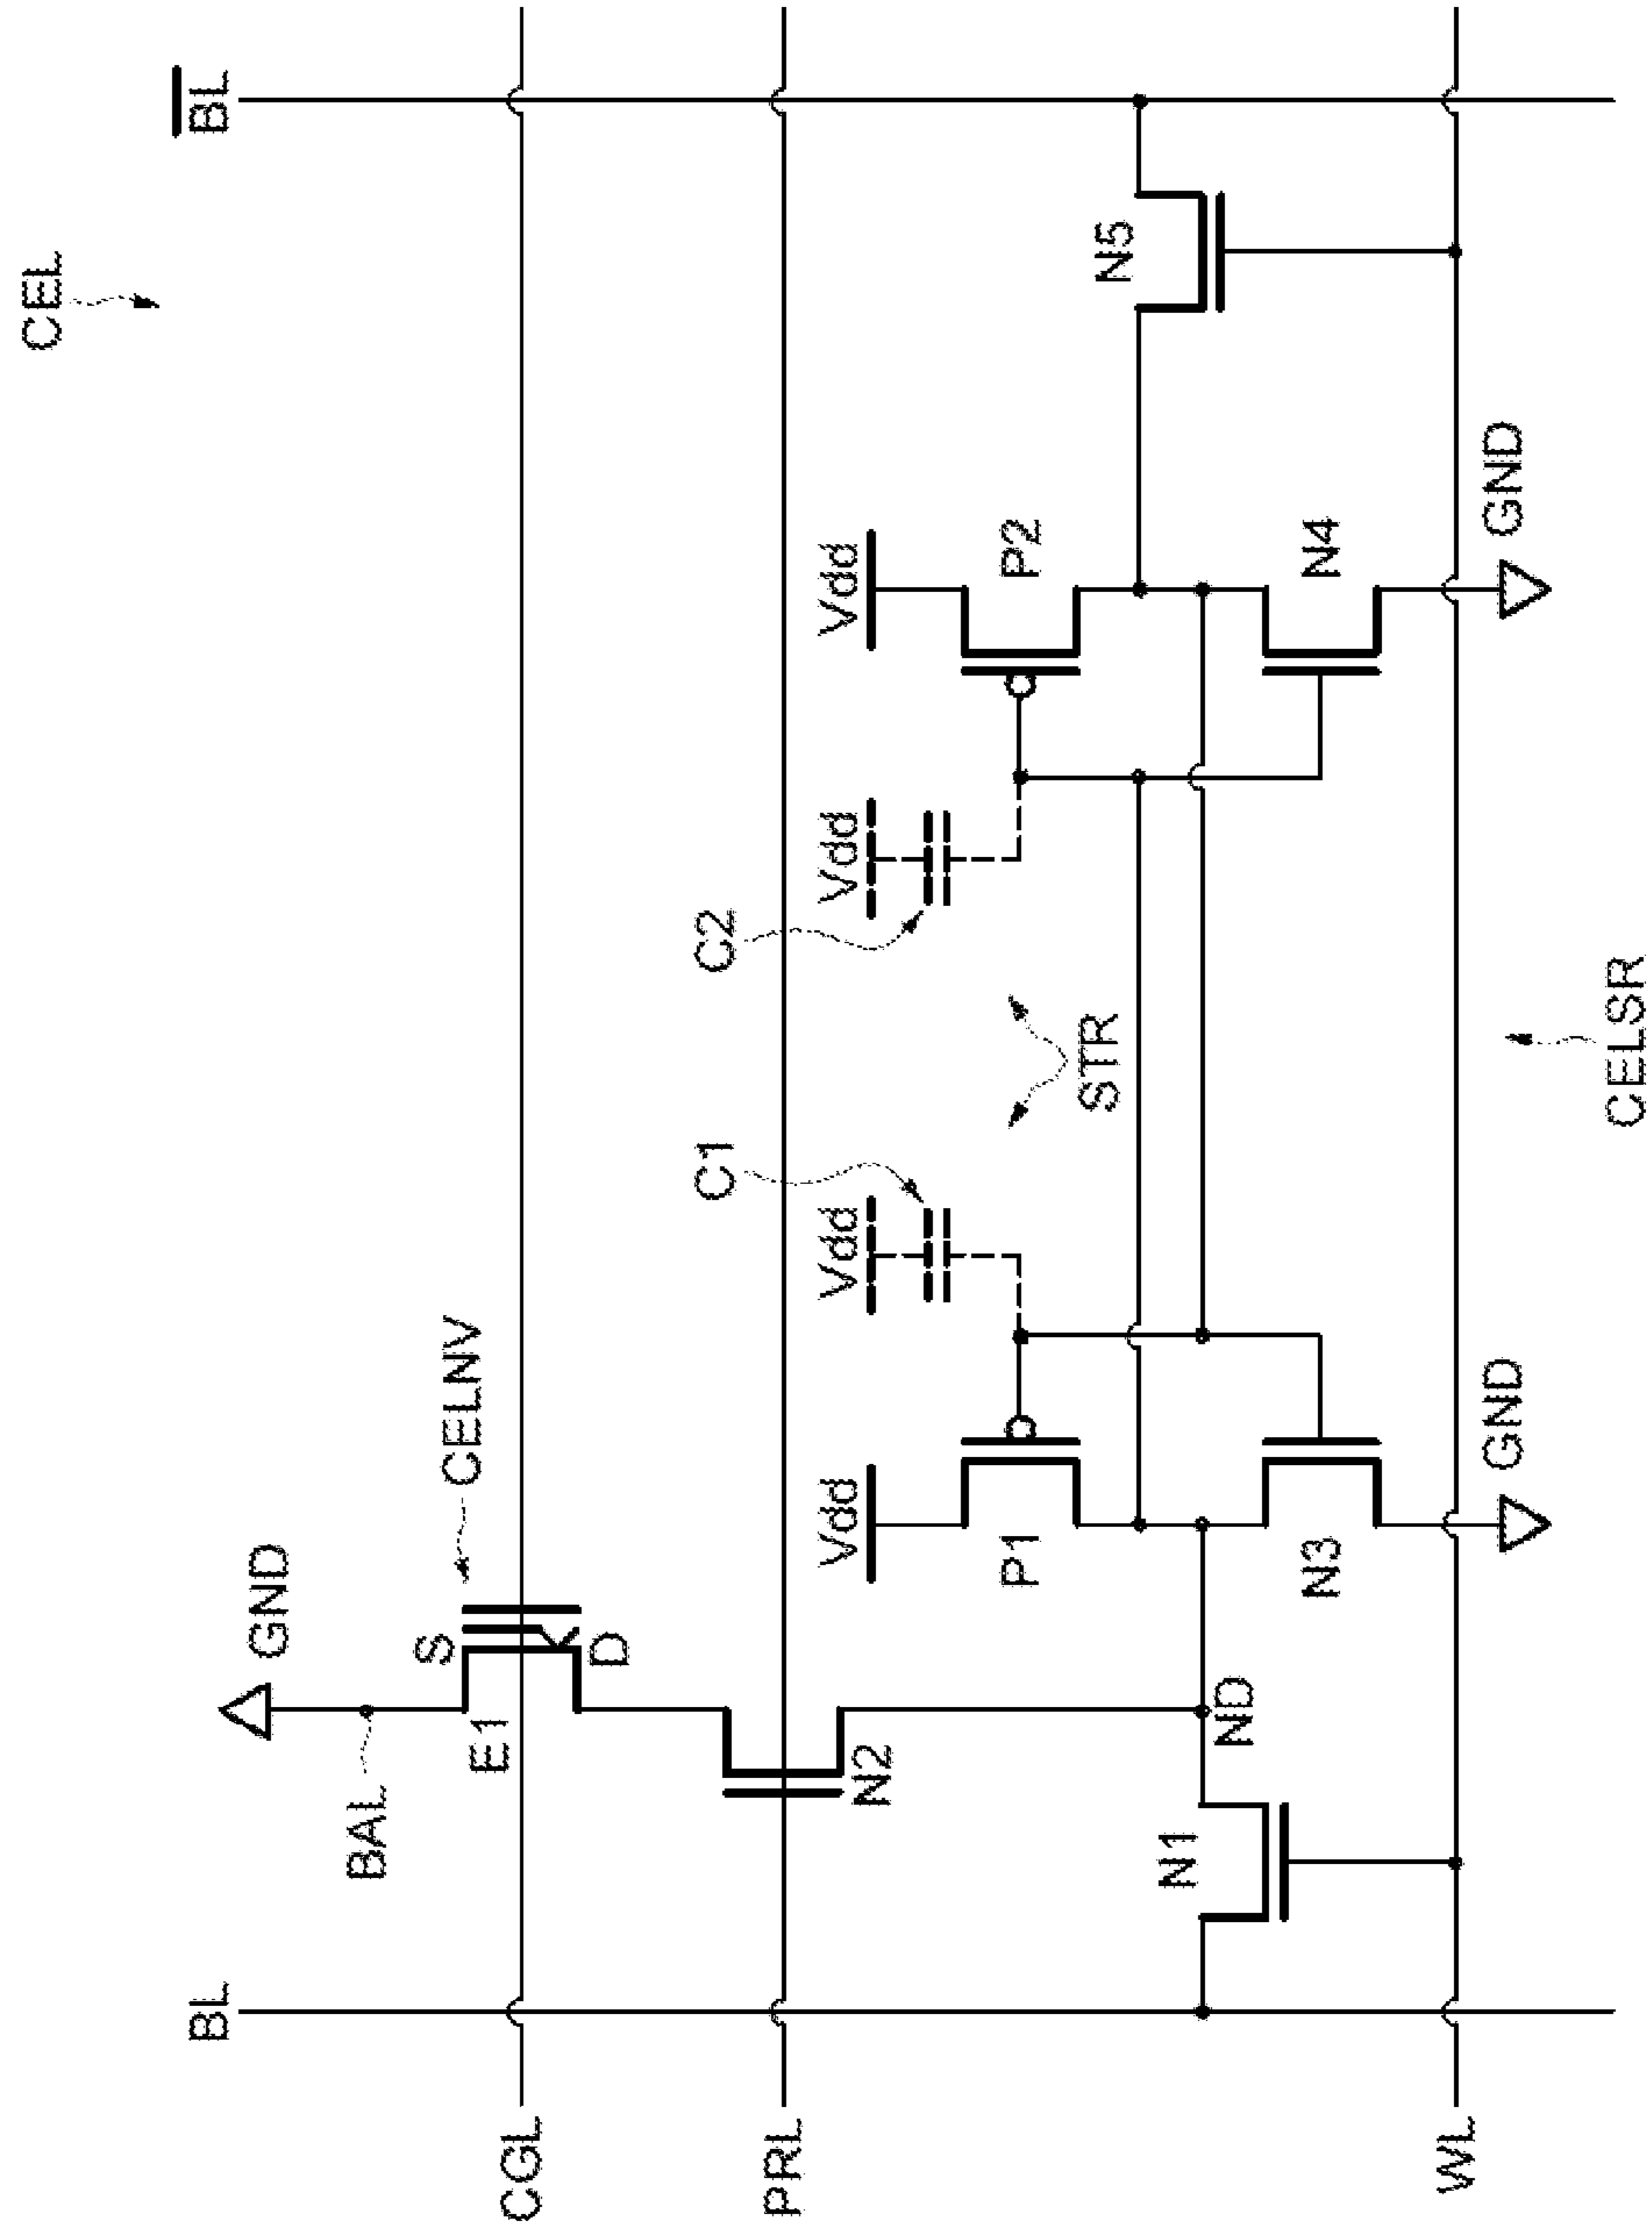 CEL
BL
B̅L̅
GND
BAL
S
CELNV
E1
CGL
D
C1
C2
PRL
Vdd
Vdd
Vdd
Vdd
N2
P1
P2
STR
N5
N1
ND
N3
N4
WL
GND
GND
CELSR